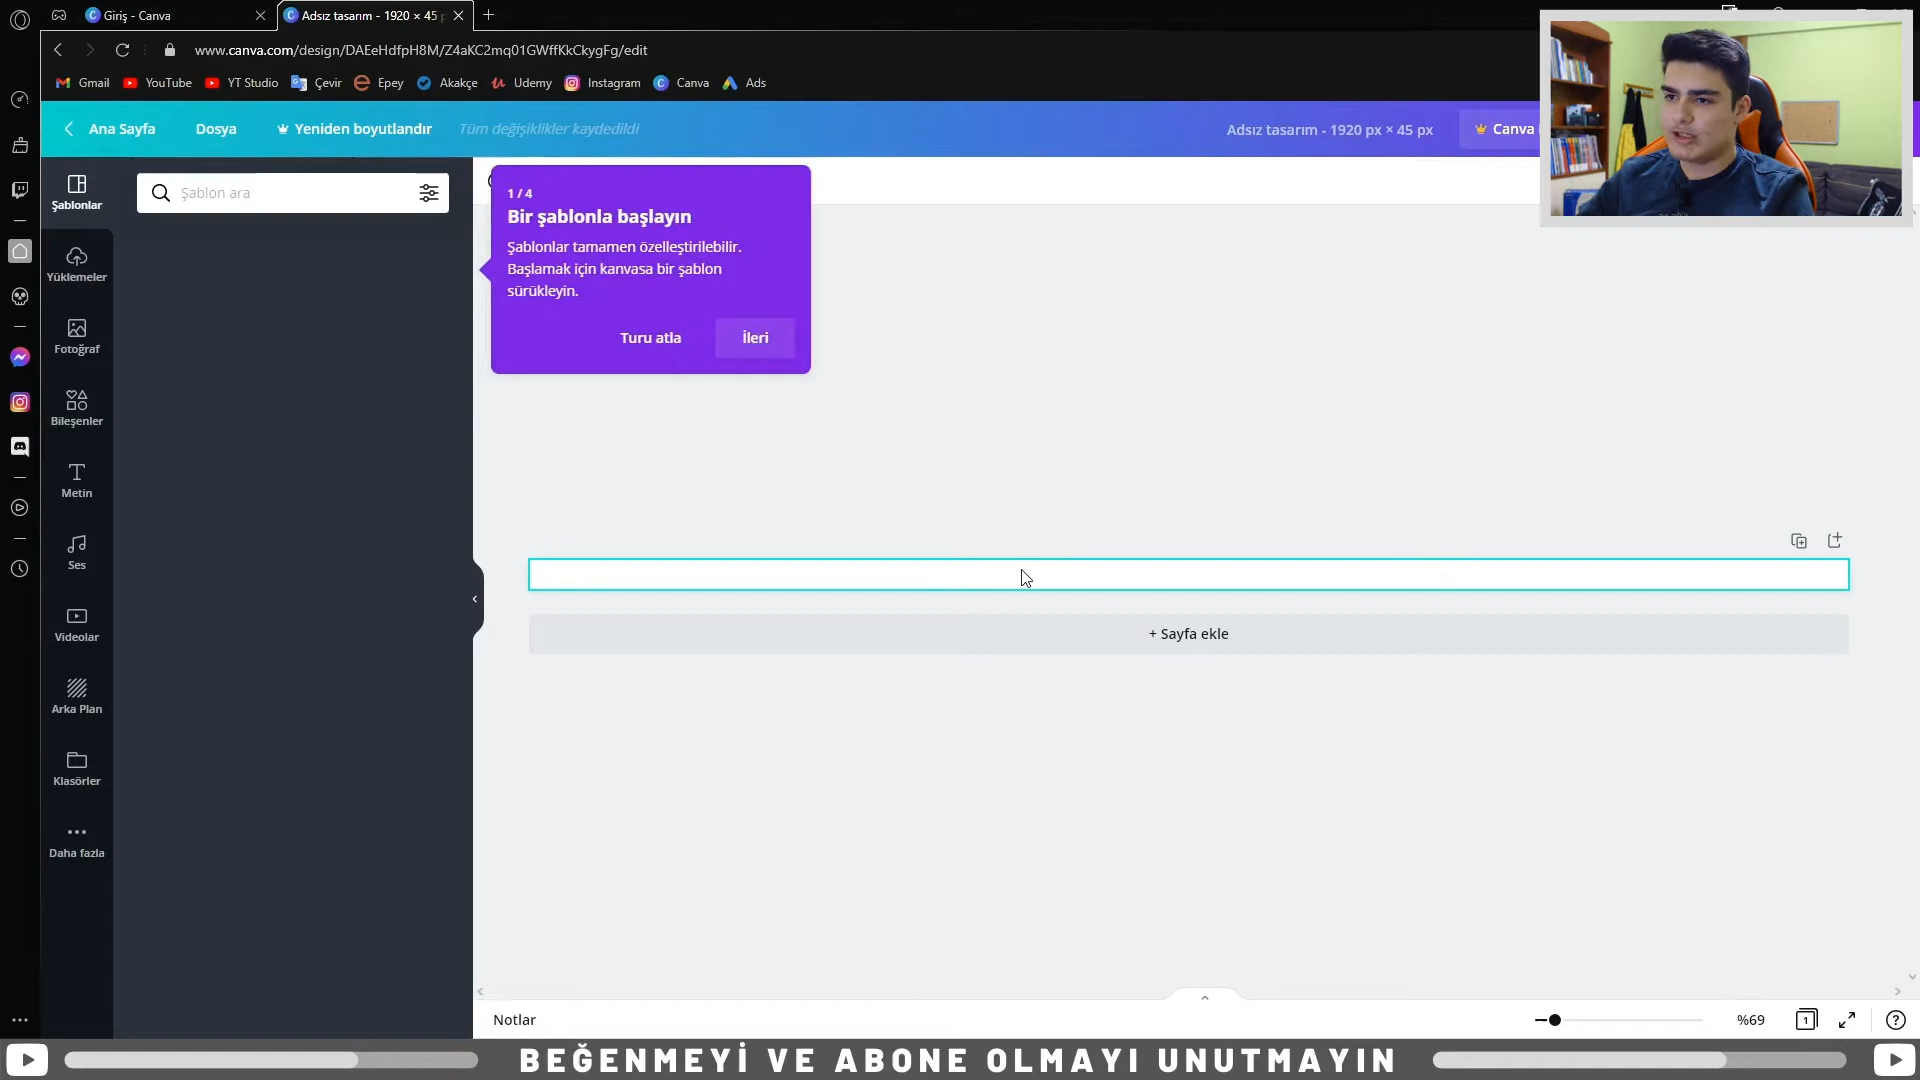 Giriş - Canva
Adsız tasarım - 1920 × 45
www.canva.com/design/DAEeHdfpH8M/Z4aKC2mq01GWffKkCkygFg/edit
Gmail YouTube YT Studio Çevir Epey Akakçe Udemy Instagram Canva Ads
Ana Sayfa Dosya Yeniden boyutlandır Tüm değişiklikler kaydedildi Adsız tasarım - 1920 px × 45 px Canva
Şablonlar
Şablon ara
Yüklemeler
Fotoğraf
Bileşenler
Metin
Ses
Videolar
Arka Plan
Klasörler
Daha fazla
1 / 4
Bir şablonla başlayın
Şablonlar tamamen özelleştirilebilir.
Başlamak için kanvasa bir şablon
sürükleyin.
Turu atla İleri
+ Sayfa ekle
Notlar %69 1
BEĞENMEYİ VE ABONE OLMAYI UNUTMAYIN